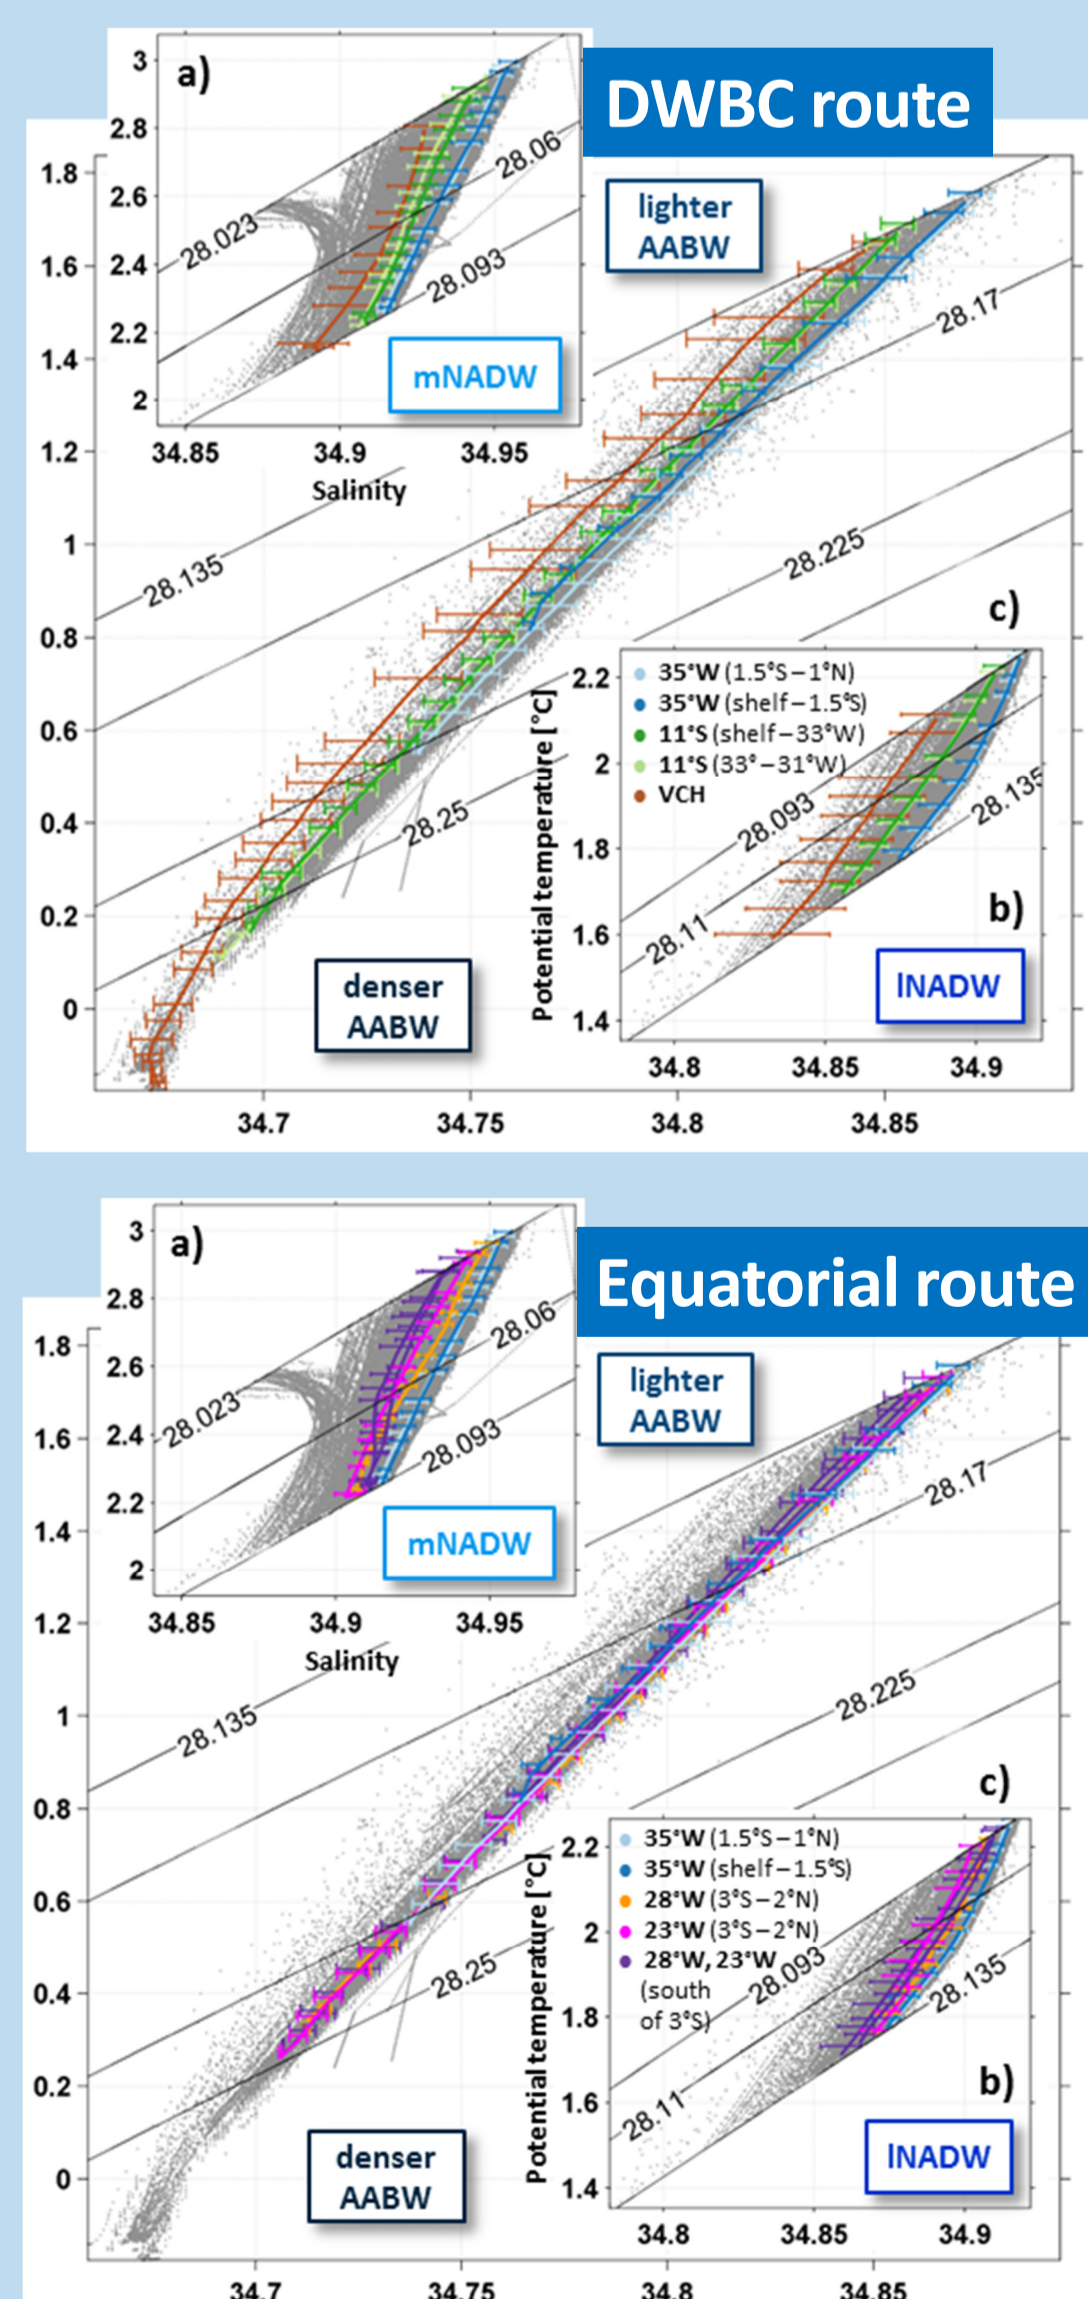 DWBC route
a)
3
2.8
2.6
2.4
2.2
2
28.023
28.06
28.093
mNADW
34.85
34.9
34.95
Salinity
lighter
AABW
1.8
1.6
1.4
1.2
1
0.8
0.6
0.4
0.2
0
28.135
28.17
28.225
28.25
c)
denser
AABW
34.7
34.75
34.8
34.85
Potential temperature [°C]
35°W (1.5°S–1°N)
35°W (shelf–1.5°S)
11°S (shelf–33°W)
11°S (33°–31°W)
VCH
2.2
2
1.8
1.6
1.4
28.093
28.135
28.11
b)
lNADW
34.8
34.85
34.9
Equatorial route
a)
3
2.8
2.6
2.4
2.2
2
28.023
28.06
28.093
mNADW
34.85
34.9
34.95
Salinity
lighter
AABW
1.8
1.6
1.4
1.2
1
0.8
0.6
0.4
0.2
0
28.135
28.17
28.225
28.25
c)
denser
AABW
34.7
34.75
34.8
34.85
Potential temperature [°C]
35°W (1.5°S–1°N)
35°W (shelf–1.5°S)
28°W (3°S–2°N)
23°W (3°S–2°N)
28°W, 23°W
(south
of 3°S)
2.2
2
1.8
1.6
1.4
28.093
28.135
28.11
b)
lNADW
34.8
34.85
34.9